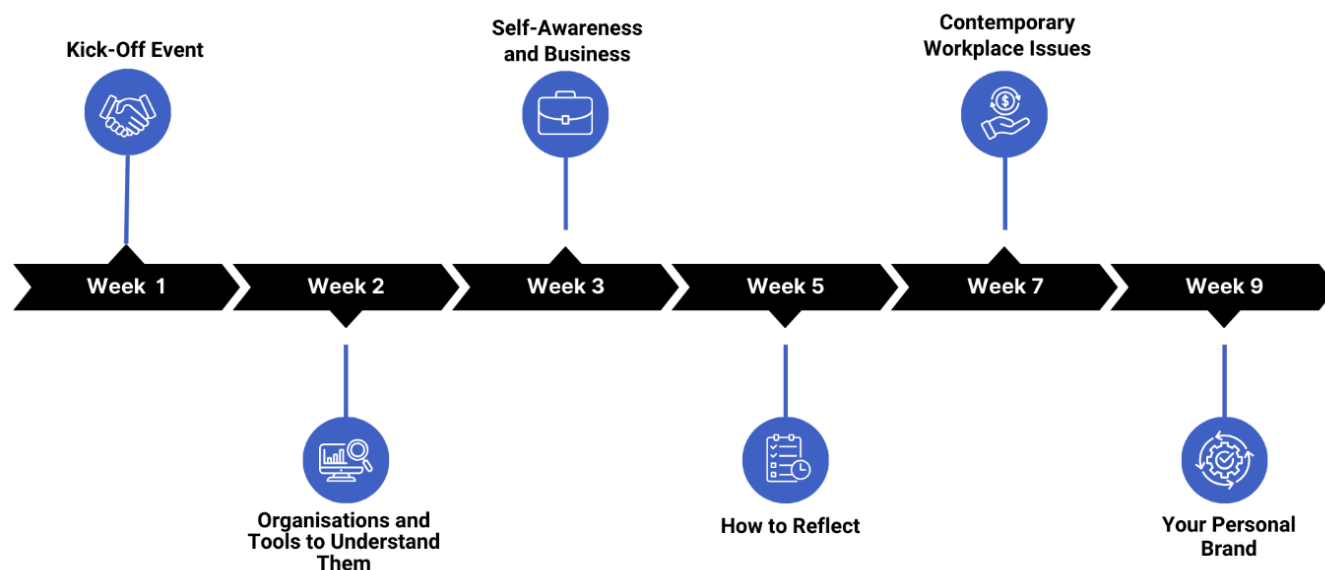 Kick-Off Event
Self-Awareness
and Business
Contemporary
Workplace Issues
Week 1
Week 2
Week 3
Week 5
Week 7
Week 9
Organisations and
Tools to Understand
Them
How to Reflect
Your Personal
Brand